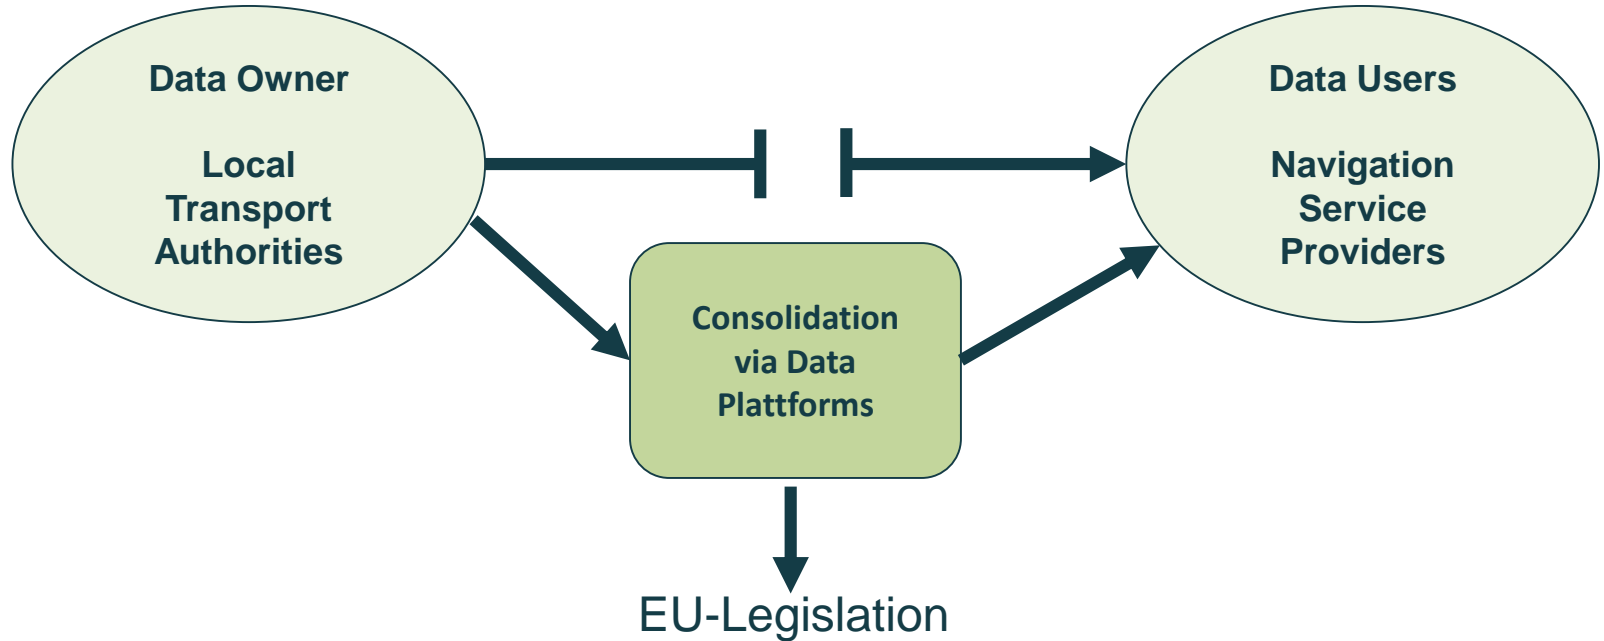 Data Owner
Local
Transport
Authorities
Data Users
Navigation
Service
Providers
Consolidation
via Data
Plattforms
EU-Legislation